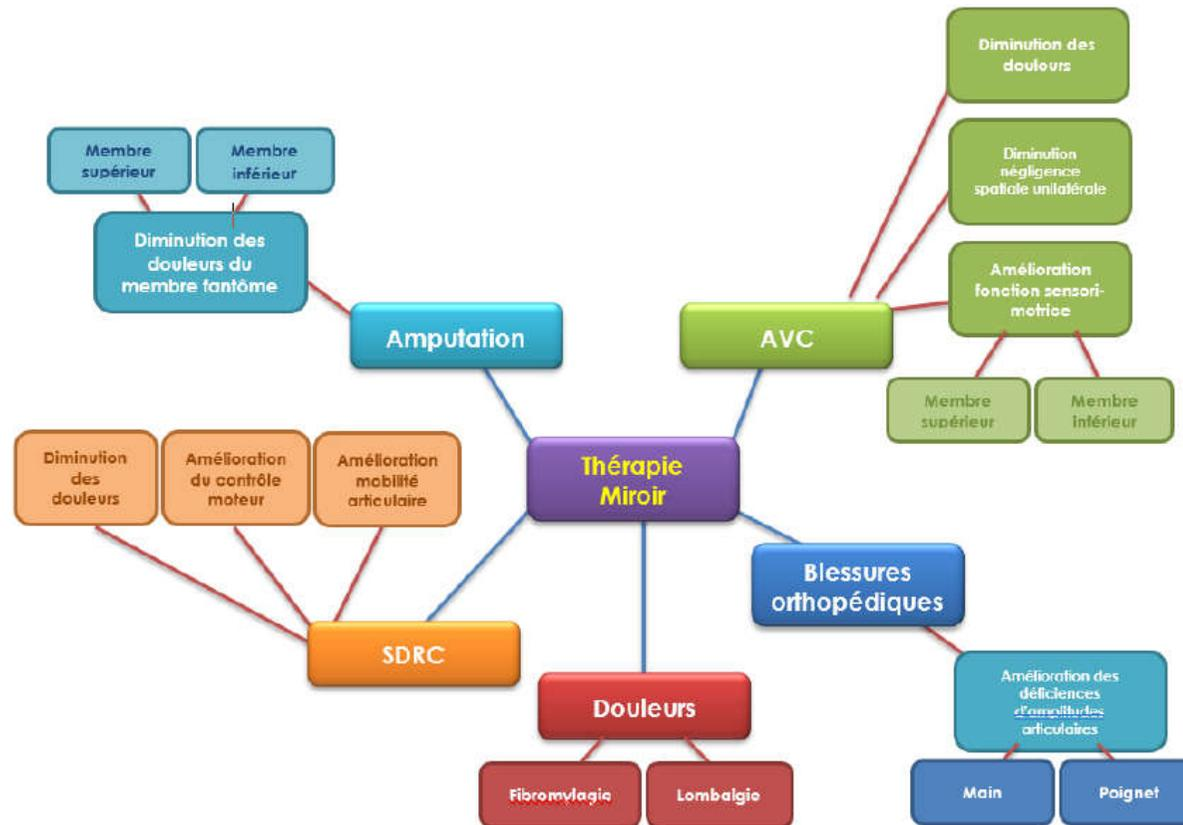 Diminution des
douleurs
Diminution
négligence
spatiale unilatérale
Amélioration
fonction sensori-
motrice
Membre
supérieur
Membre
inférieur
Membre
supérieur
Membre
inférieur
Diminution des
douleurs du
membre fantôme
Amputation
AVC
Thérapie
Miroir
Diminution
des
douleurs
Amélioration
du contrôle
moteur
Amélioration
mobilité
articulaire
SDRC
Douleurs
Fibromylagie
Lombalgie
Blessures
orthopédiques
Amélioration des
déficiences
d'amplitudes
articulaires
Main
Poignet